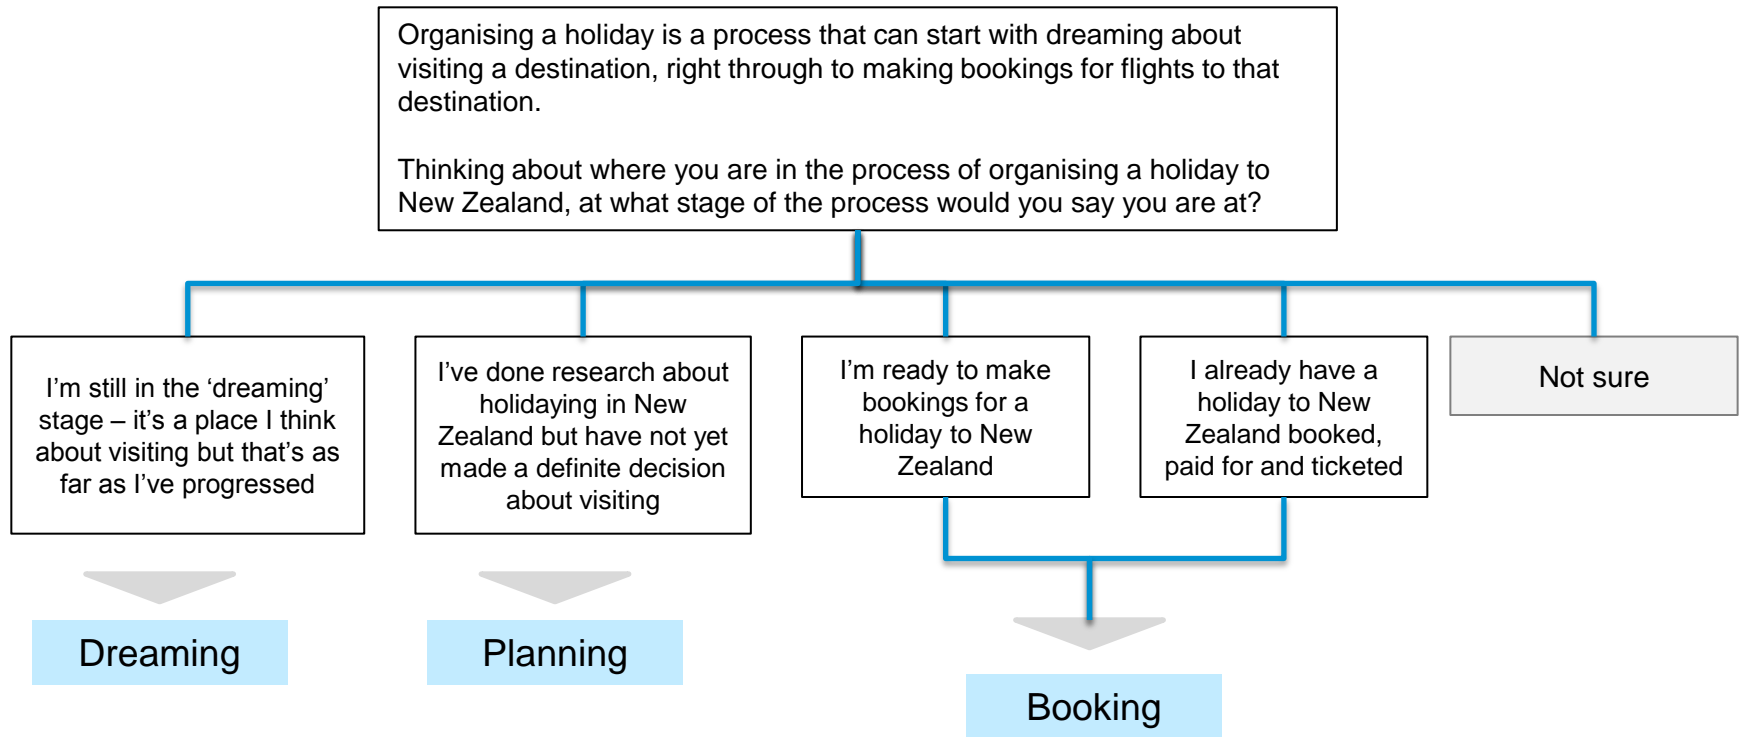 Organising a holiday is a process that can start with dreaming about
visiting a destination, right through to making bookings for flights to that
destination.
Thinking about where you are in the process of organising a holiday to
New Zealand, at what stage of the process would you say you are at?
I’m still in the ‘dreaming’
stage – it’s a place I think
about visiting but that’s as
far as I’ve progressed
I’ve done research about
holidaying in New
Zealand but have not yet
made a definite decision
about visiting
I’m ready to make
bookings for a
holiday to New
Zealand
I already have a
holiday to New
Zealand booked,
paid for and ticketed
Not sure
Dreaming
Planning
Booking